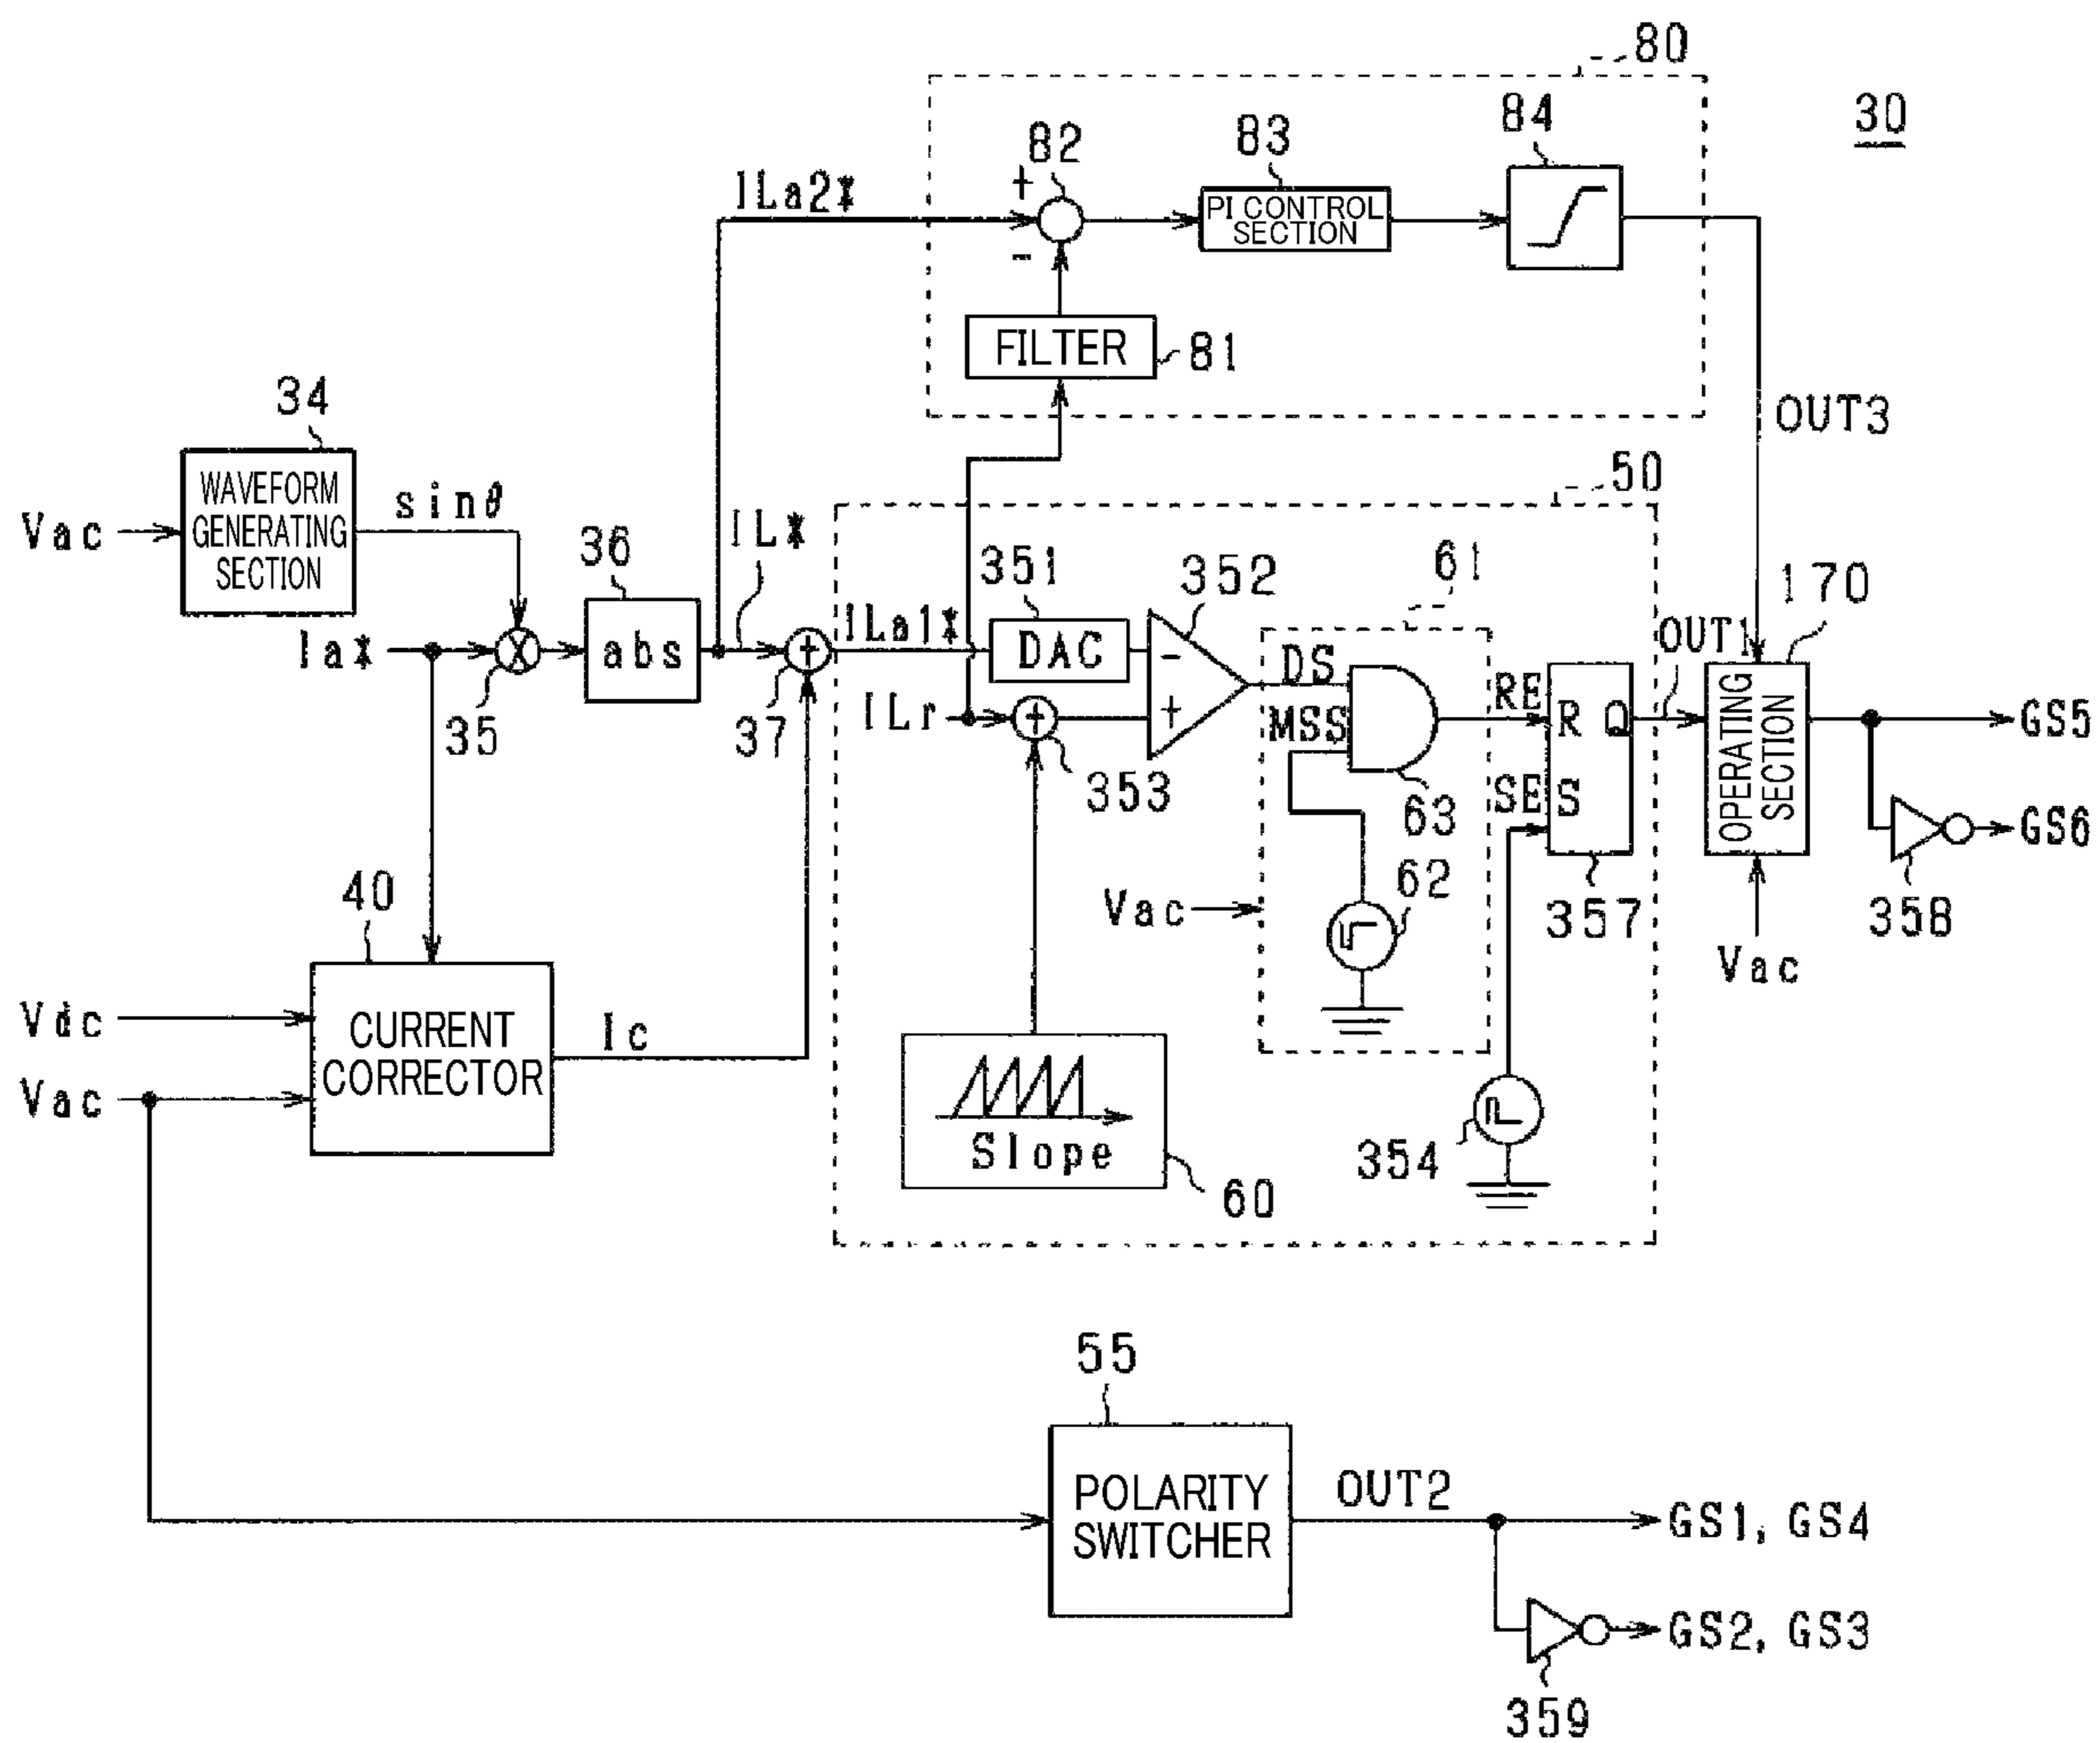 80
30
82
83
84
ILa2*
+
-
PI CONTROL
SECTION
FILTER
81
OUT3
34
WAVEFORM
GENERATING
SECTION
Vac
sinθ
50
36
IL*
351
352
61
170
Ia*
abs
ILa1*
DAC
-
+
DS
MSS
RE
R
Q
OUT1
SE
S
OPERATING
SECTION
GS5
35
37
ILr
353
63
GS6
40
Vac
62
357
Vac
358
Vdc
CURRENT
CORRECTOR
Ic
Vac
Slope
60
354
55
POLARITY
SWITCHER
OUT2
GS1, GS4
GS2, GS3
359